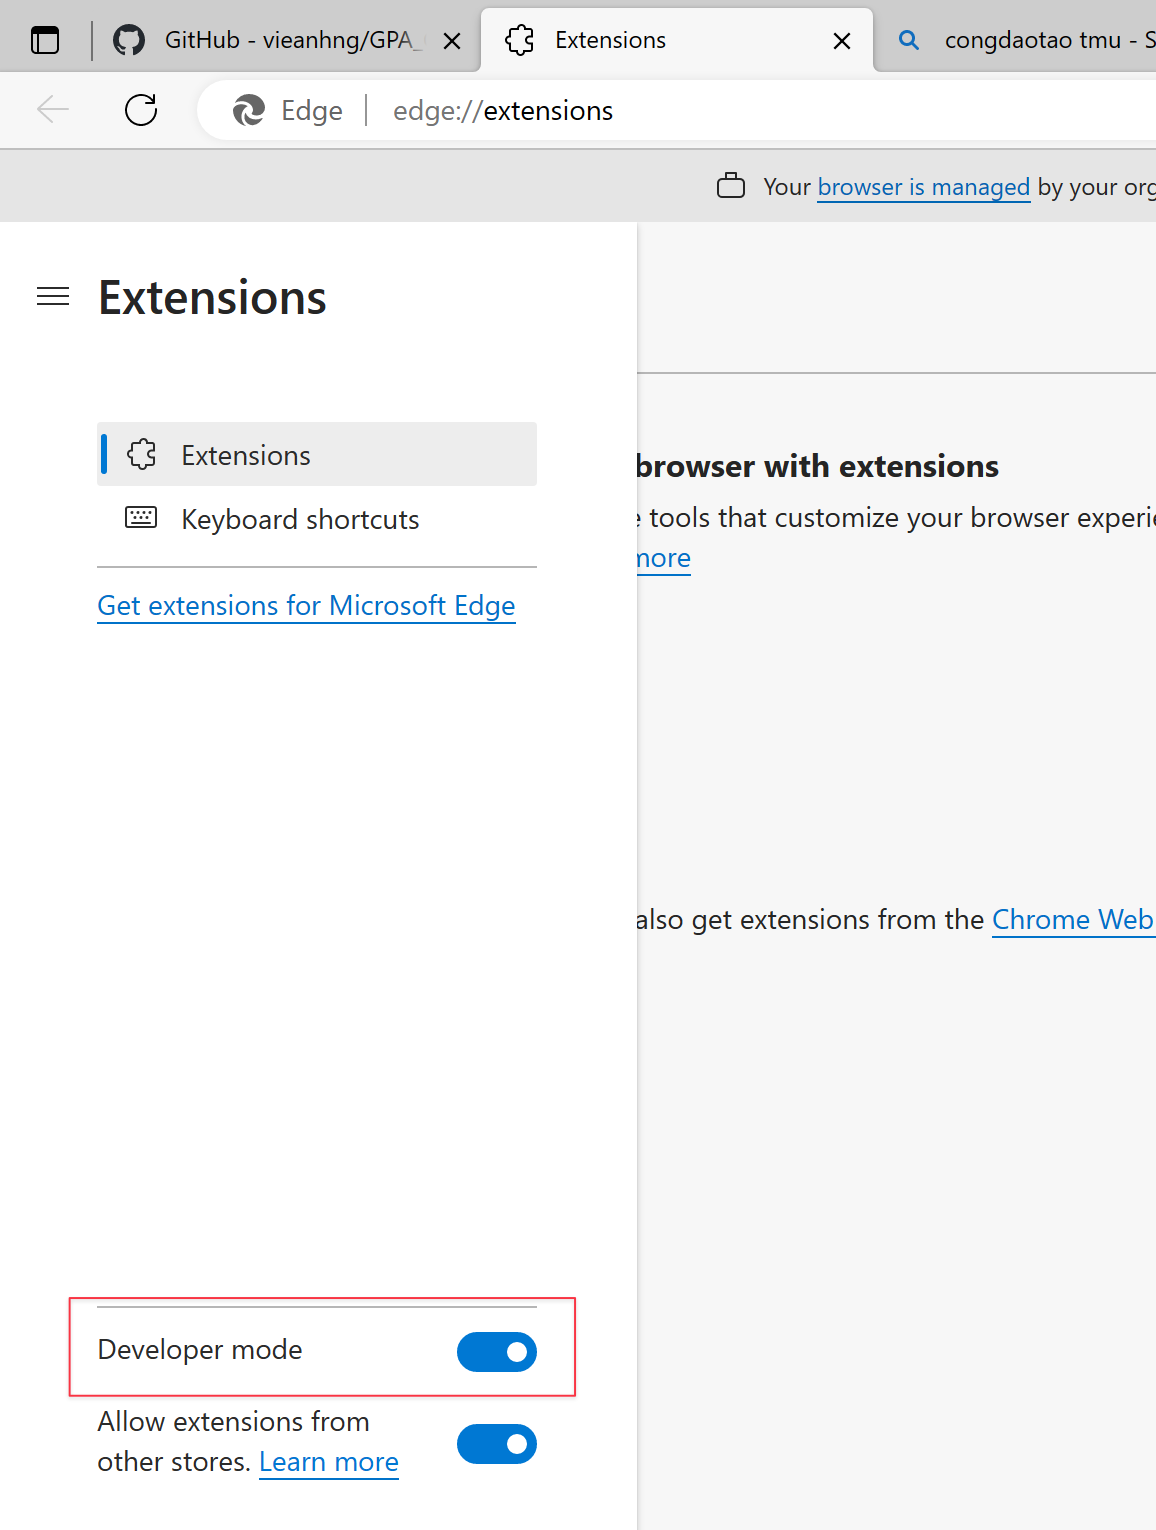 GitHub - vieanhng/GPA_
Extensions
congdaotao tmu - S
Edge
edge://extensions
Your browser is managed by your org
Extensions
Extensions
Keyboard shortcuts
Get extensions for Microsoft Edge
browser with extensions
e tools that customize your browser experie
more
also get extensions from the Chrome Web
Developer mode
Allow extensions from
other stores. Learn more